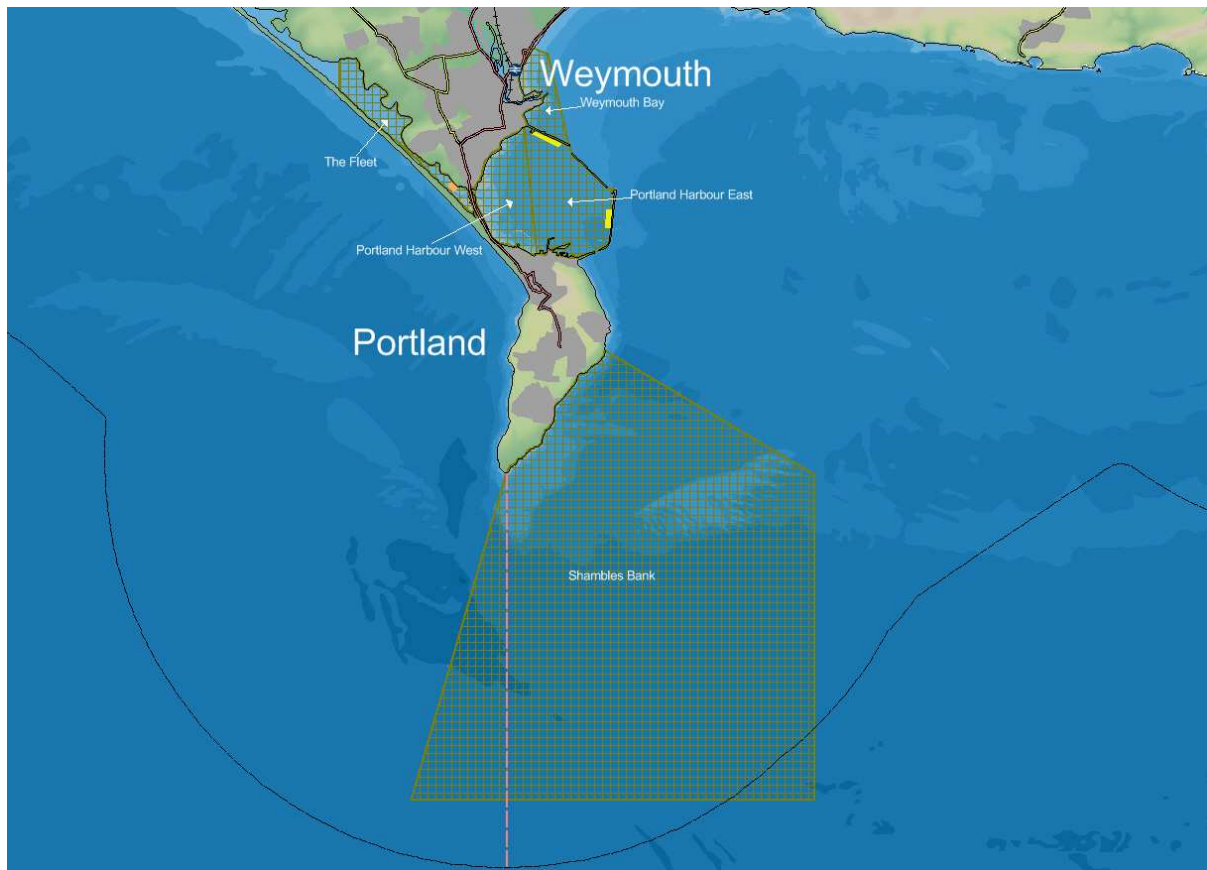 Weymouth
Weymouth Bay
The Fleet
Portland Harbour East
Portland Harbour West
Portland
Shambles Bank